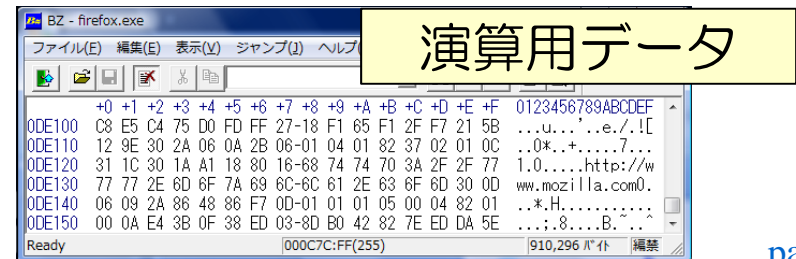 BZ - firefox.exe
演算用データ
ファイル(F) 編集(E) 表示(V) ジャンプ(J) ヘルプ(
+0 +1 +2 +3 +4 +5 +6 +7 +8 +9 +A +B +C +D +E +F 0123456789ABCDEF
0DE100 C8 E5 C4 75 D0 FD FF 27-18 F1 65 F1 2F F7 21 5B ...u...'..e./.![
0DE110 12 9E 30 2A 06 0A 2B 06-01 04 01 82 37 02 01 0C ..0*..+.....7...
0DE120 31 1C 30 1A A1 18 80 16-68 74 74 70 3A 2F 2F 77 1.0.....http://w
0DE130 77 77 2E 6D 6F 7A 69 6C-6C 61 2E 63 6F 6D 30 0D ww.mozilla.com0.
0DE140 06 09 2A 86 48 86 F7 0D-01 01 01 05 00 04 82 01 ..*.H...........
0DE150 00 0A E4 3B 0F 38 ED 03-8D B0 42 82 7E ED DA 5E ...;.8....B.~..^
Ready 000C7C:FF(255) 910,296 バイト 編禁
pa